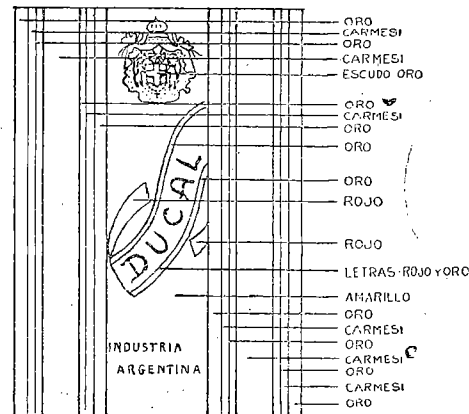 ORO
CARMESI
ORO
CARMESI
ESCUDO ORO
ORO
CARMESI
ORO
ORO
ORO
ROJO
ROJO
LETRAS-ROJO Y ORO
AMARILLO
ORO
CARMESI
ORO
CARMESI
ORO
CARMESI
ORO
DUCAL
INDUSTRIA
ARGENTINA